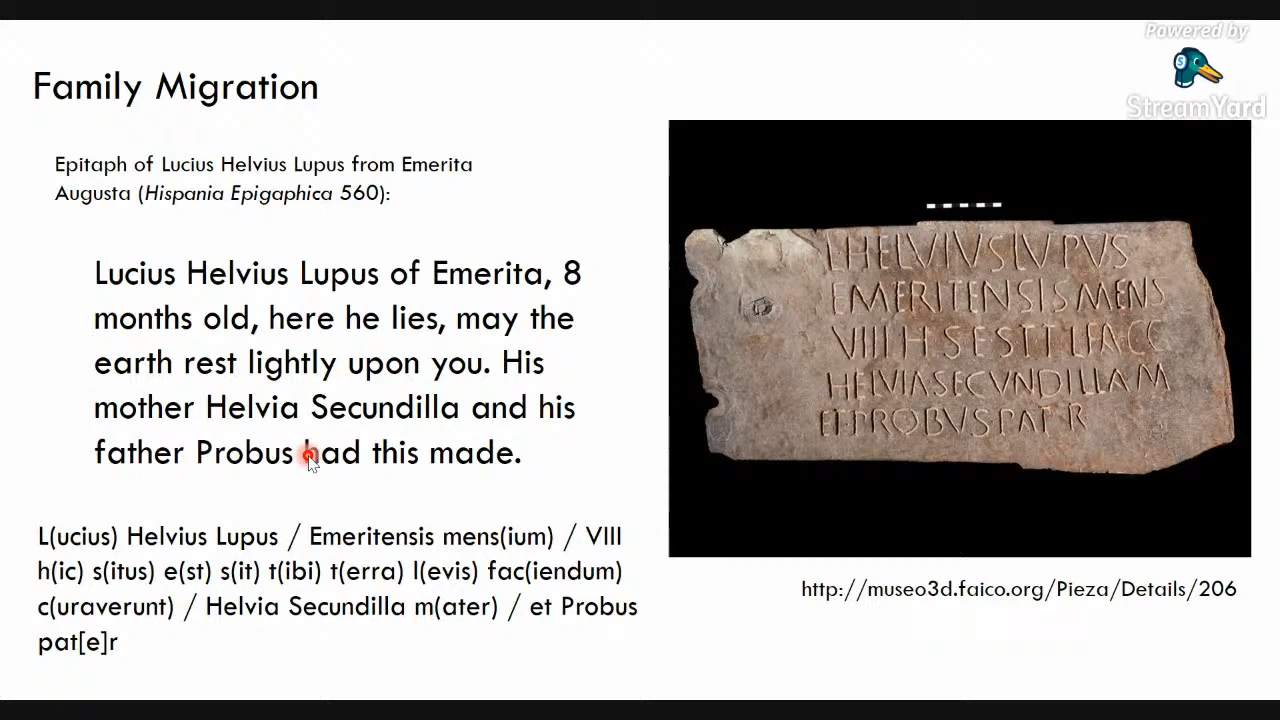 Powered by
StreamYard
Family Migration
Epitaph of Lucius Helvius Lupus from Emerita
Augusta (Hispania Epigaphica 560):
Lucius Helvius Lupus of Emerita, 8
months old, here he lies, may the
earth rest lightly upon you. His
mother Helvia Secundilla and his
father Probus had this made.
L(ucius) Helvius Lupus / Emeritensis mens(ium) / VIII
h(ic) s(itus) e(st) s(it) t(ibi) t(erra) l(evis) fac(iendum)
c(uraverunt) / Helvia Secundilla m(ater) / et Probus
pat[e]r
L HELVIVS LVPVS
EMERITENSIS MENS
VIIII H S E S T T L FAC C
HELVIA SECVNDILLA M
ET PROBVS PAT R
http://museo3d.faico.org/Pieza/Details/206